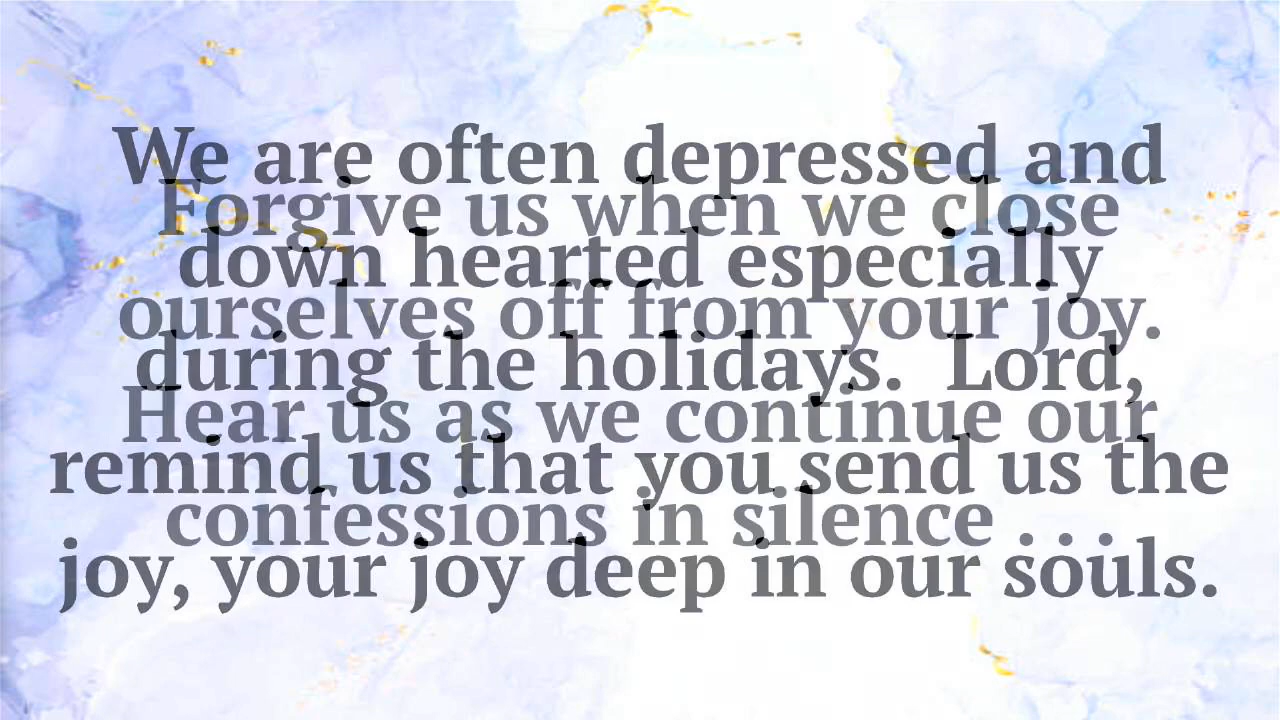 We are often depressed and
down hearted especially
during the holidays.  Lord,
remind us that you send us the
joy, your joy deep in our souls.
Forgive us when we close
ourselves off from your joy.
Hear us as we continue our
confessions in silence . . .